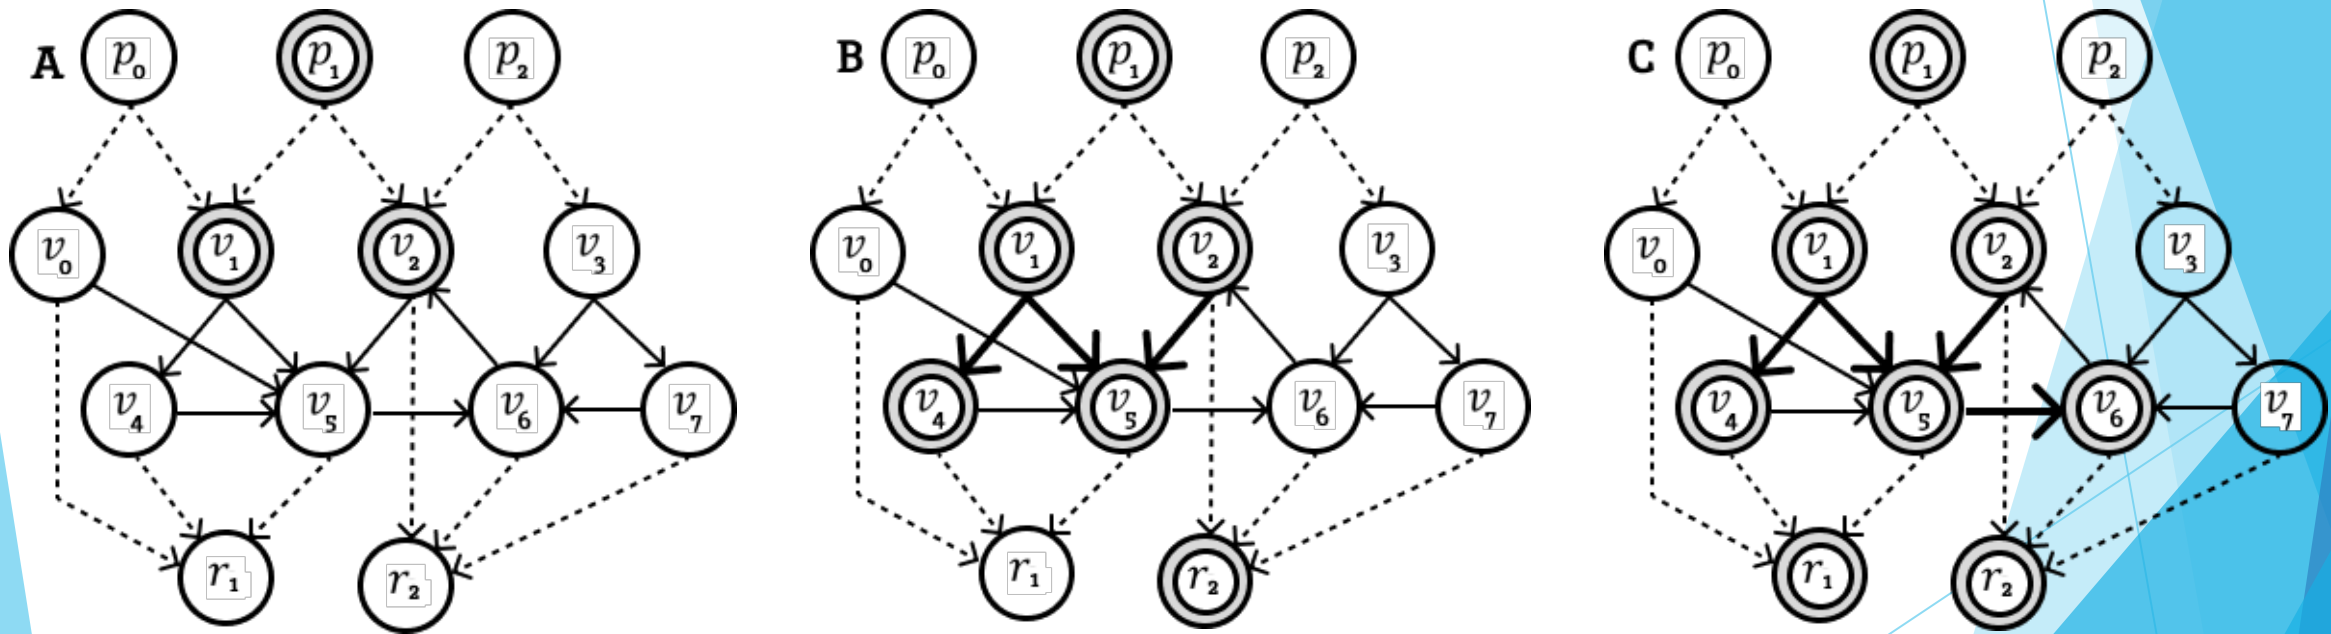 A p₀ p₁ p₂
v₀ v₁ v₂ v₃
v₄ v₅ v₆ v₇
r₁ r₂
B p₀ p₁ p₂
v₀ v₁ v₂ v₃
v₄ v₅ v₆ v₇
r₁ r₂
C p₀ p₁ p₂
v₀ v₁ v₂ v₃
v₄ v₅ v₆ v₇
r₁ r₂